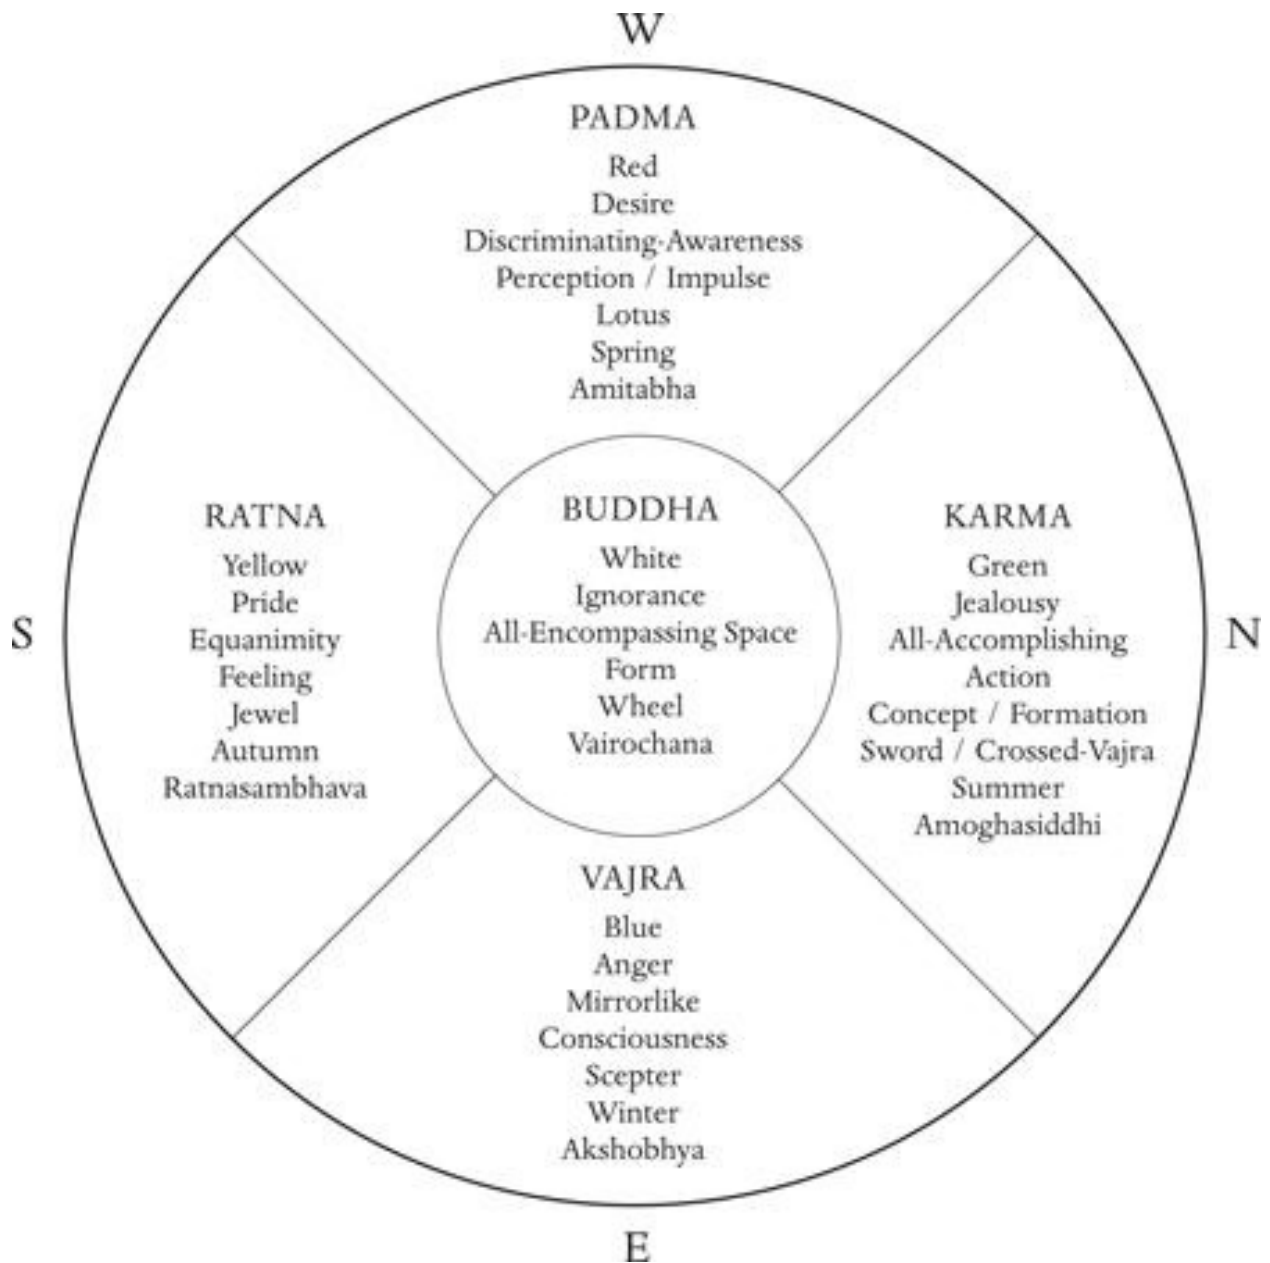 W
PADMA
Red
Desire
Discriminating-Awareness
Perception / Impulse
Lotus
Spring
Amitabha
S
RATNA
Yellow
Pride
Equanimity
Feeling
Jewel
Autumn
Ratnasambhava
BUDDHA
White
Ignorance
All-Encompassing Space
Form
Wheel
Vairochana
KARMA
Green
Jealousy
All-Accomplishing
Action
Concept / Formation
Sword / Crossed-Vajra
Summer
Amoghasiddhi
N
VAJRA
Blue
Anger
Mirrorlike
Consciousness
Scepter
Winter
Akshobhya
E